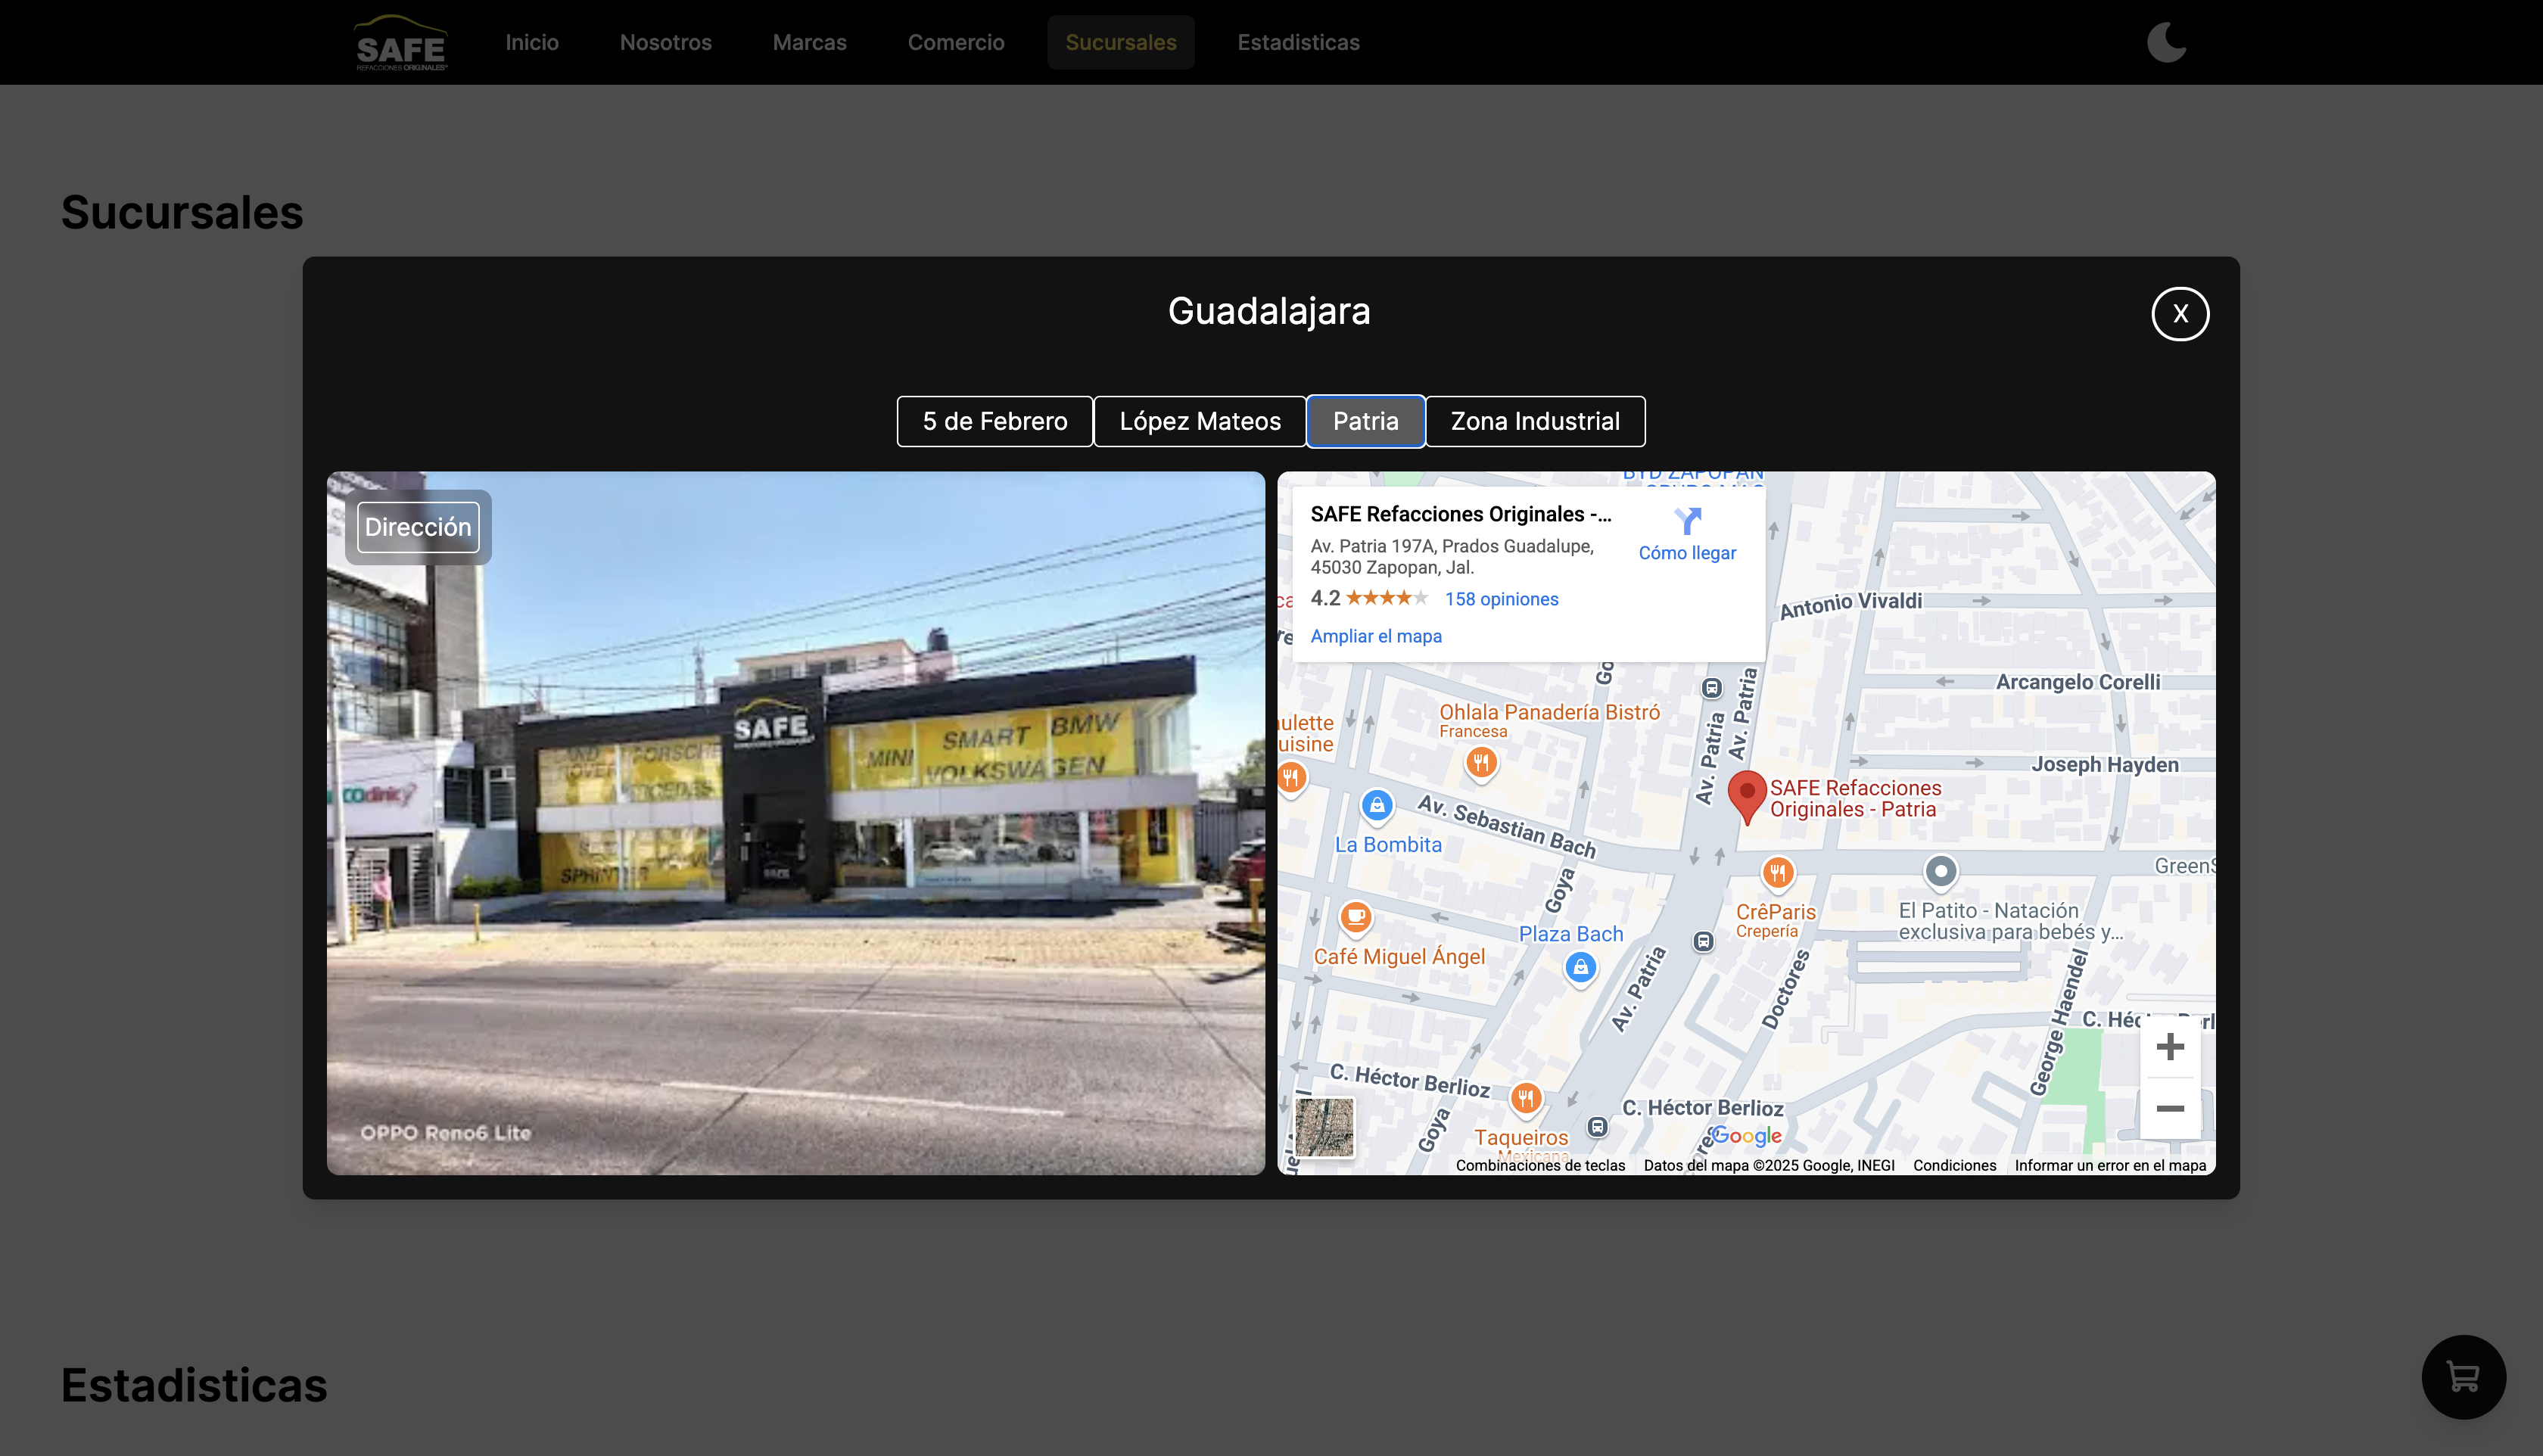 SAFE
REFACCIONES ORIGINALES
Inicio
Nosotros
Marcas
Comercio
Sucursales
Estadisticas
Sucursales
Guadalajara
X
5 de Febrero
López Mateos
Patria
Zona Industrial
Dirección
SAFE
MINI
SMART BMW
VOLKSWAGEN
OPPO Reno6 Lite
BYD ZAPOPAN
SAFE Refacciones Originales -...
Av. Patria 197A, Prados Guadalupe,
45030 Zapopan, Jal.
Cómo llegar
4.2
158 opiniones
Ampliar el mapa
Antonio Vivaldi
Arcangelo Corelli
Joseph Hayden
Ohlala Panadería Bistró
Francesa
Av. Patria
Av. Patria
SAFE Refacciones
Originales - Patria
Av. Sebastian Bach
La Bombita
Goya
CrêParis
Crepería
El Patito - Natación
exclusiva para bebés y...
Plaza Bach
Café Miguel Ángel
Av. Patria
Doctores
George Haendel
C. Héctor Berlioz
C. Héctor Berlioz
Goya
Taqueiros
Mexicana
Google
Combinaciones de teclas
Datos del mapa ©2025 Google, INEGI
Condiciones
Informar un error en el mapa
Estadisticas